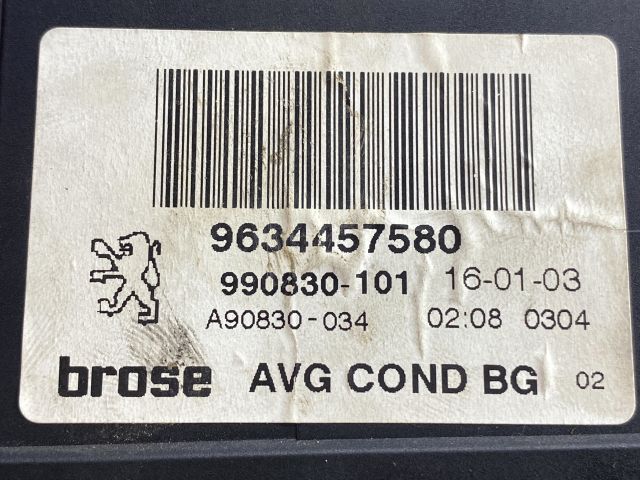 9634457580
990830-101 16-01-03
A90830-034 02:08 0304
brose AVG COND BG 02